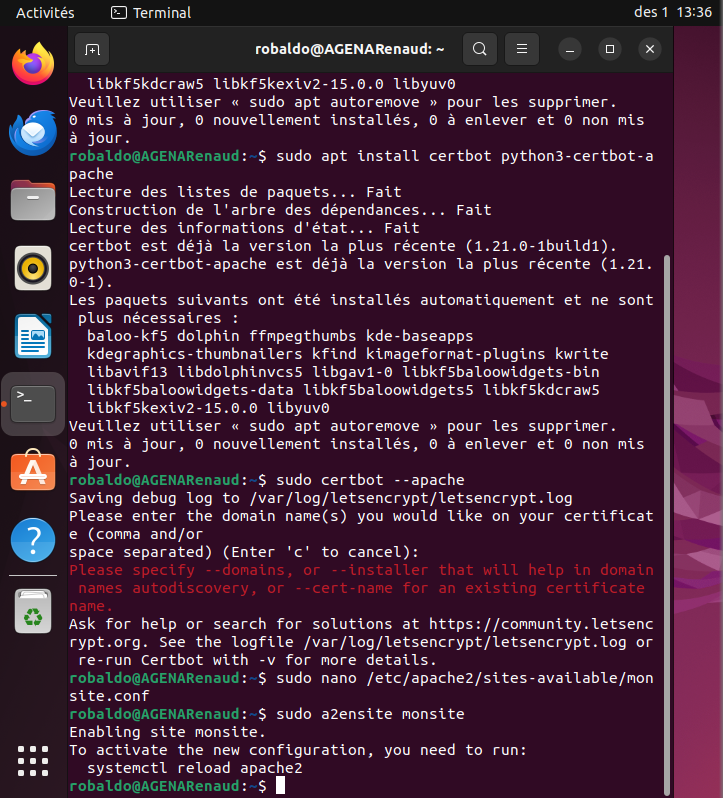 Activités
Terminal
des 1 13:36
robaldo@AGENARenaud: ~
libkf5kdcraw5 libkf5kexiv2-15.0.0 libyuv0
Veuillez utiliser « sudo apt autoremove » pour les supprimer.
0 mis à jour, 0 nouvellement installés, 0 à enlever et 0 non mis
à jour.
robaldo@AGENARenaud:~$ sudo apt install certbot python3-certbot-a
pache
Lecture des listes de paquets... Fait
Construction de l'arbre des dépendances... Fait
Lecture des informations d'état... Fait
certbot est déjà la version la plus récente (1.21.0-1build1).
python3-certbot-apache est déjà la version la plus récente (1.21.
0-1).
Les paquets suivants ont été installés automatiquement et ne sont
plus nécessaires :
baloo-kf5 dolphin ffmpegthumbs kde-baseapps
kdegraphics-thumbnailers kfind kimageformat-plugins kwrite
libavif13 libdolphinvcs5 libgav1-0 libkf5baloowidgets-bin
libkf5baloowidgets-data libkf5baloowidgets5 libkf5kdcraw5
libkf5kexiv2-15.0.0 libyuv0
Veuillez utiliser « sudo apt autoremove » pour les supprimer.
0 mis à jour, 0 nouvellement installés, 0 à enlever et 0 non mis
à jour.
robaldo@AGENARenaud:~$ sudo certbot --apache
Saving debug log to /var/log/letsencrypt/letsencrypt.log
Please enter the domain name(s) you would like on your certificat
e (comma and/or
space separated) (Enter 'c' to cancel):
Please specify --domains, or --installer that will help in domain
names autodiscovery, or --cert-name for an existing certificate
name.
Ask for help or search for solutions at https://community.letsenc
rypt.org. See the logfile /var/log/letsencrypt/letsencrypt.log or
re-run Certbot with -v for more details.
robaldo@AGENARenaud:~$ sudo nano /etc/apache2/sites-available/mon
site.conf
robaldo@AGENARenaud:~$ sudo a2ensite monsite
Enabling site monsite.
To activate the new configuration, you need to run:
systemctl reload apache2
robaldo@AGENARenaud:~$